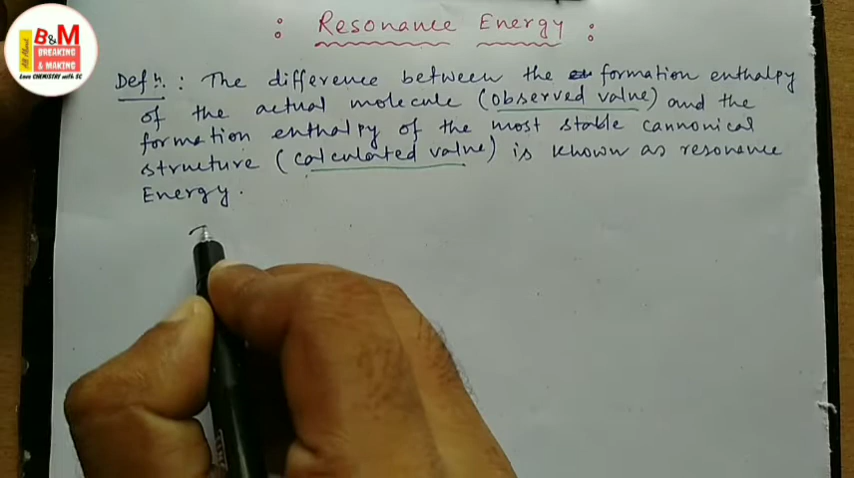 : Resonance Energy :
B&M
All About
BREAKING
& MAKING
Love CHEMISTRY with SC
Defn. : The difference between the formation enthalpy
of the actual molecule (observed value) and the
formation enthalpy of the most stable cannonical
structure (calculated value) is known as resonance
Energy.